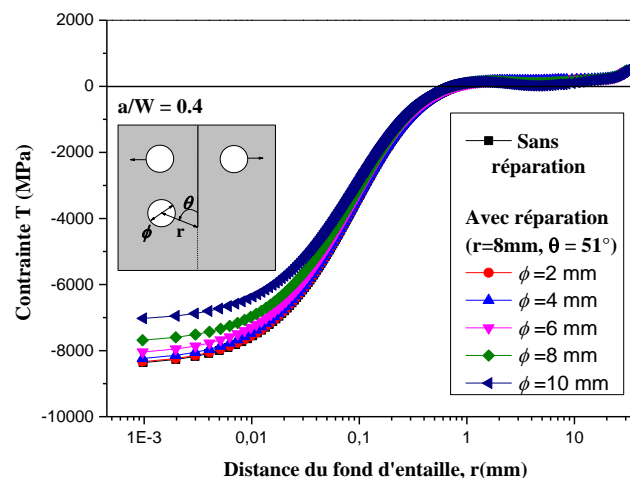 2000
0
-2000
-4000
-6000
-8000
-10000
Contrainte T (MPa)
a/W = 0.4
θ
r
ϕ
Sans
réparation
Avec réparation
(r=8mm, θ = 51°)
ϕ =2 mm
ϕ =4 mm
ϕ =6 mm
ϕ =8 mm
ϕ =10 mm
1E-3 0,01 0,1 1 10
Distance du fond d'entaille, r(mm)